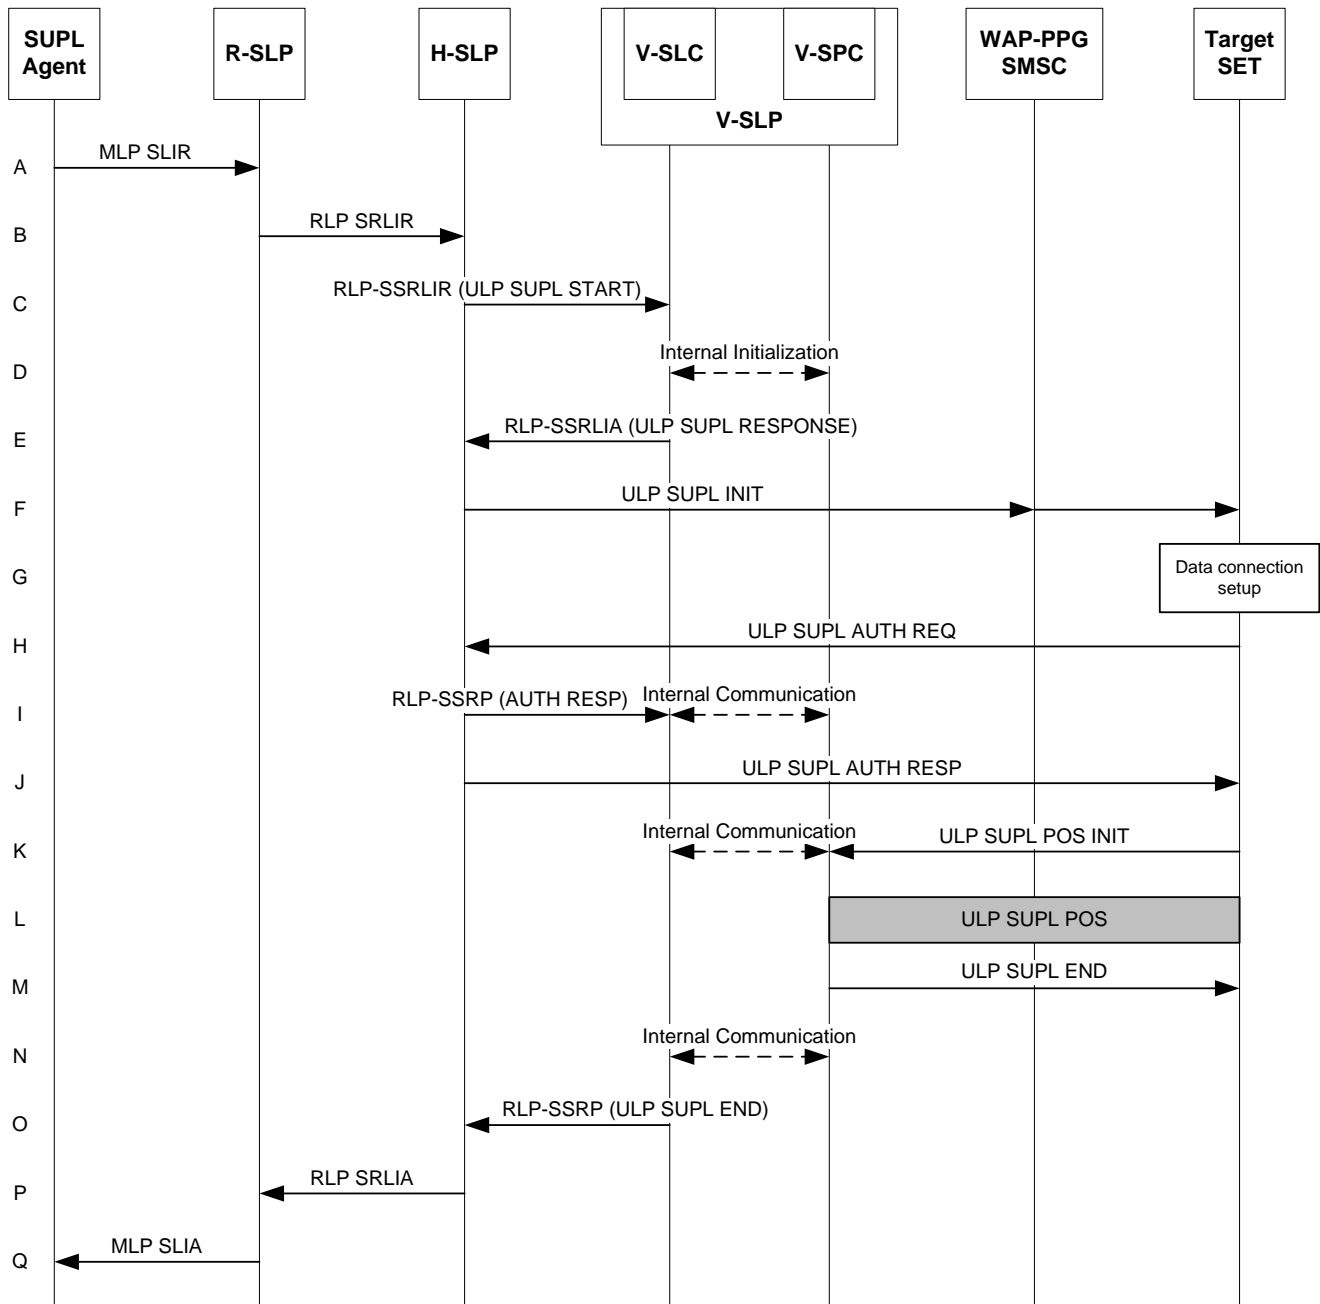 SUPL
Agent
R-SLP
H-SLP
V-SLC
V-SPC
V-SLP
WAP-PPG
SMSC
Target
SET
A
MLP SLIR
B
RLP SRLIR
C
RLP-SSRLIR (ULP SUPL START)
D
Internal Initialization
E
RLP-SSRLIA (ULP SUPL RESPONSE)
F
ULP SUPL INIT
G
Data connection
setup
H
ULP SUPL AUTH REQ
I
RLP-SSRP (AUTH RESP)
Internal Communication
J
ULP SUPL AUTH RESP
K
Internal Communication
ULP SUPL POS INIT
L
ULP SUPL POS
M
ULP SUPL END
N
Internal Communication
O
RLP-SSRP (ULP SUPL END)
P
RLP SRLIA
Q
MLP SLIA